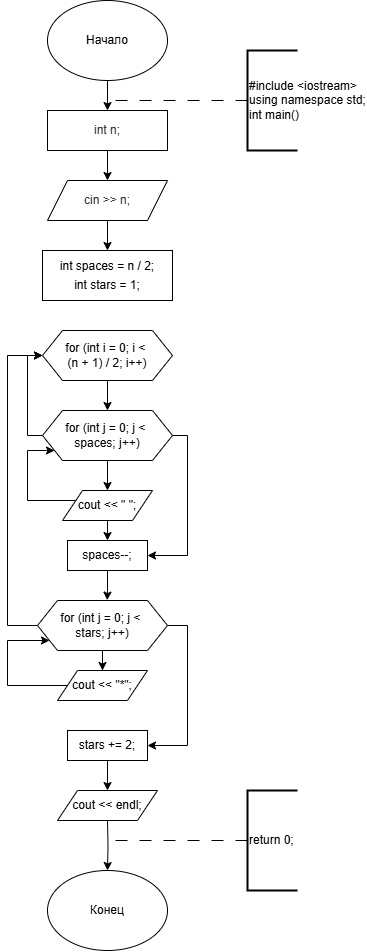 Начало
#include <iostream>
using namespace std;
int main()
int n;
cin >> n;
int spaces = n / 2;
int stars = 1;
for (int i = 0; i <
(n + 1) / 2; i++)
for (int j = 0; j <
spaces; j++)
cout << " ";
spaces--;
for (int j = 0; j <
stars; j++)
cout << "*";
stars += 2;
cout << endl;
return 0;
Конец